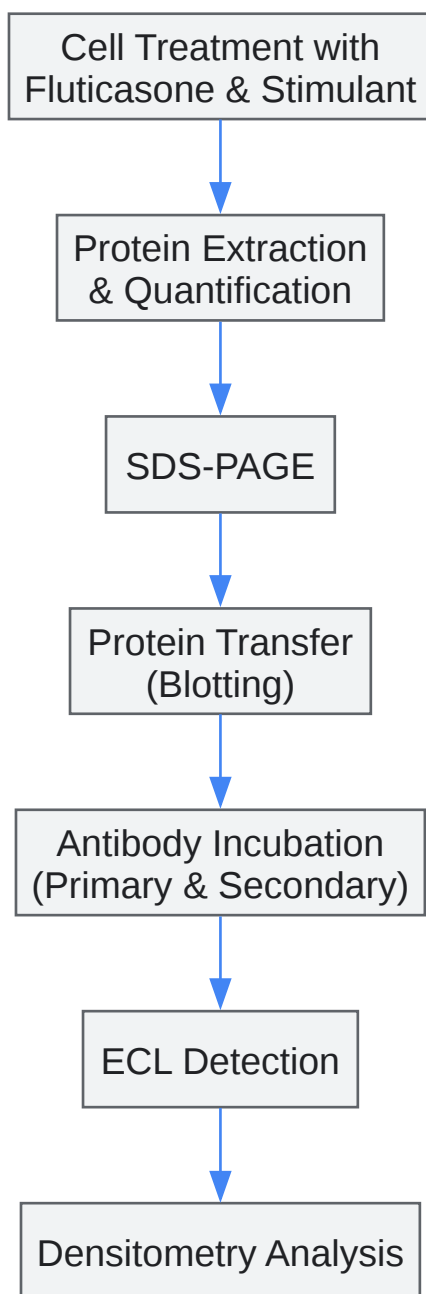 Cell Treatment with
Fluticasone & Stimulant
Protein Extraction
& Quantification
SDS-PAGE
Protein Transfer
(Blotting)
Antibody Incubation
(Primary & Secondary)
ECL Detection
Densitometry Analysis